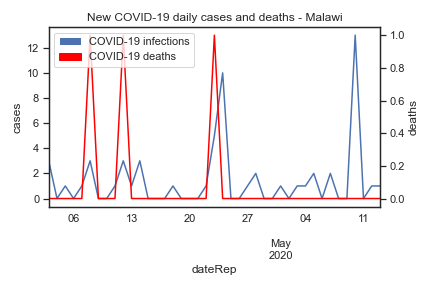 New COVID-19 daily cases and deaths - Malawi
COVID-19 infections
COVID-19 deaths
cases
12
10
8
6
4
2
0
deaths
1.0
0.8
0.6
0.4
0.2
0.0
06 13 20 27 04 11
May
2020
dateRep